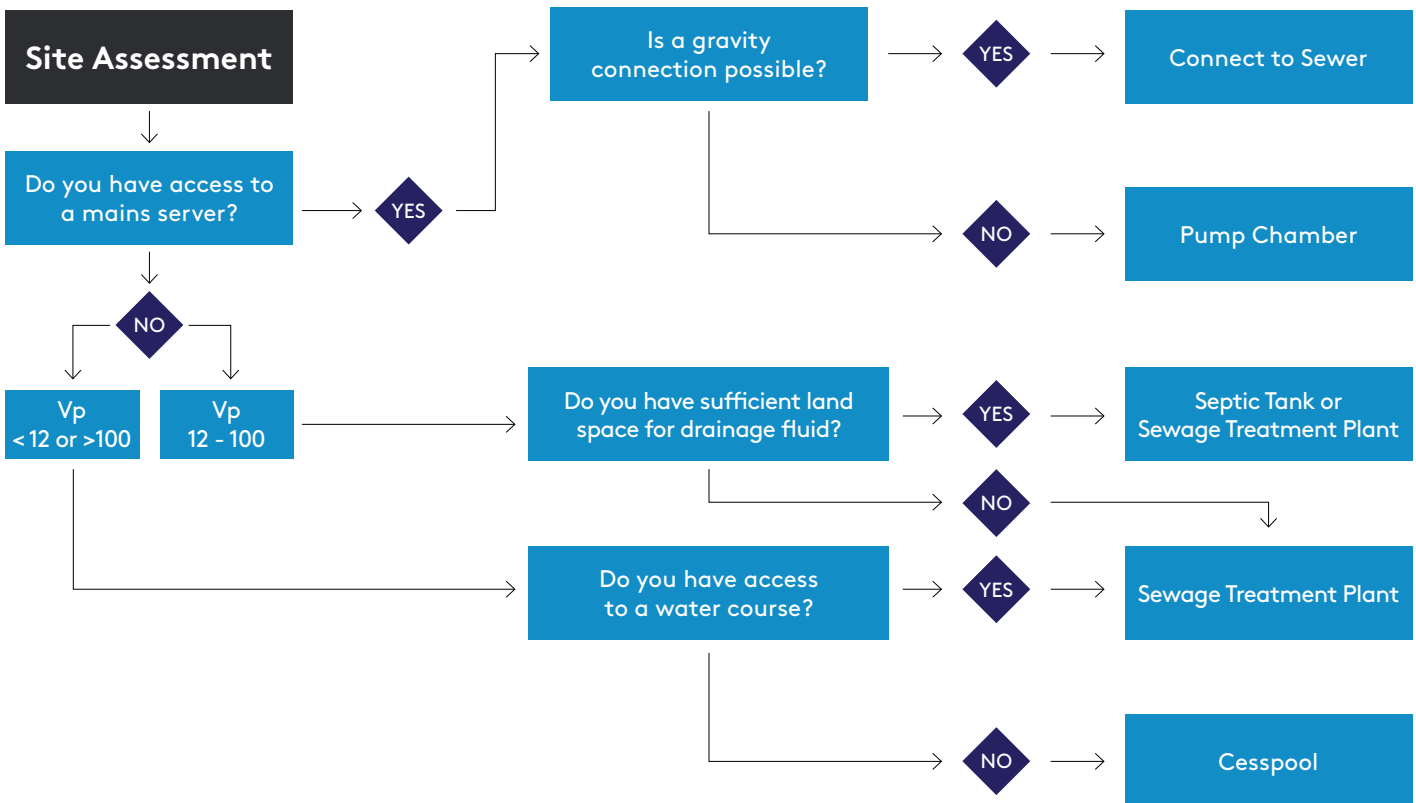 Site Assessment
Do you have access to
a mains server?
YES
Is a gravity
connection possible?
YES
Connect to Sewer
NO
Pump Chamber
NO
Vp
< 12 or >100
Vp
12 - 100
Do you have sufficient land
space for drainage fluid?
YES
Septic Tank or
Sewage Treatment Plant
NO
Do you have access
to a water course?
YES
Sewage Treatment Plant
NO
Cesspool